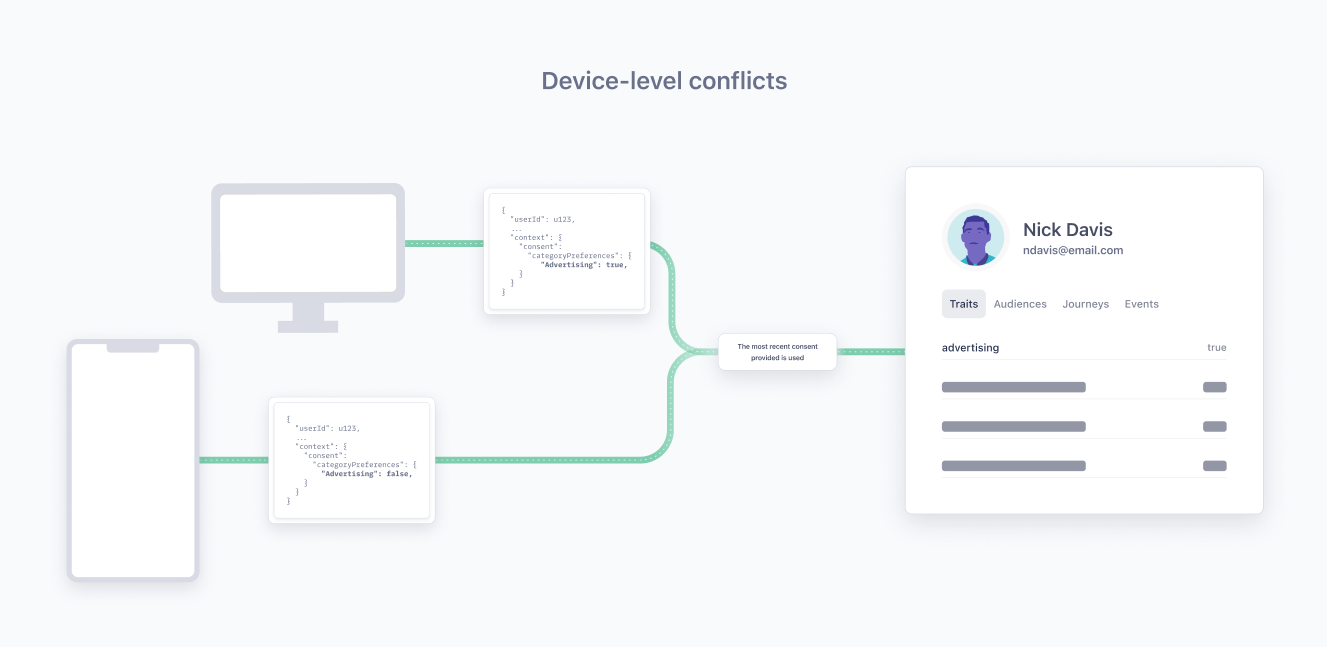 Device-level conflicts
{
"userId": u123,
...
"context": {
"consent":
"categoryPreferences": {
"Advertising": true,
}
}
}
{
"userId": u123,
...
"context": {
"consent":
"categoryPreferences": {
"Advertising": false,
}
}
}
The most recent consent
provided is used
Nick Davis
ndavis@email.com
Traits Audiences Journeys Events
advertising true